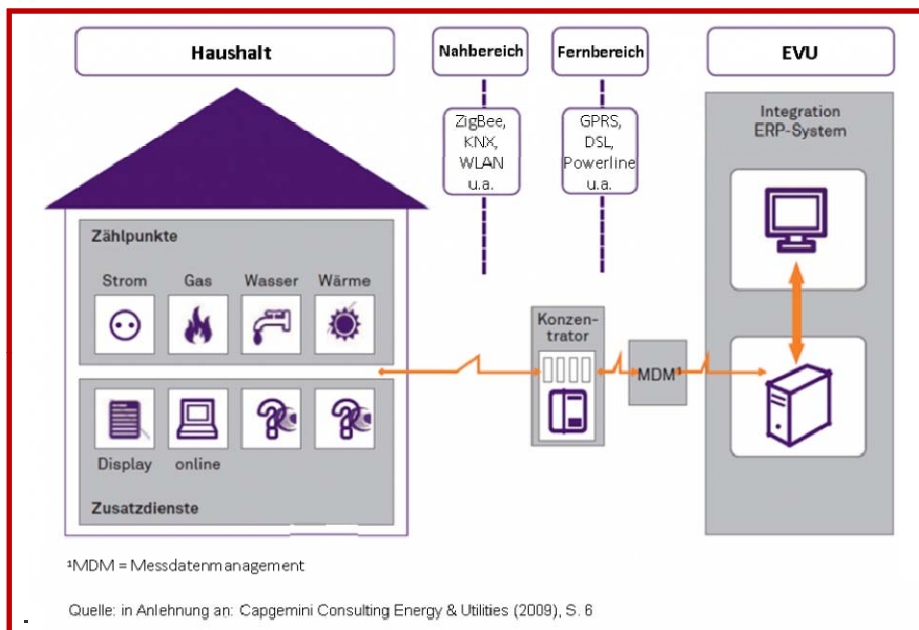 Haushalt
Nahbereich
Fernbereich
EVU
ZigBee,
KNX,
WLAN
u.a.
GPRS,
DSL,
Powerline
u.a.
Integration
ERP-System
Zählpunkte
Strom Gas Wasser Wärme
Konzen-
trator
MDM¹
Display online
Zusatzdienste
¹MDM = Messdatenmanagement
Quelle: in Anlehnung an: Capgemini Consulting Energy & Utilities (2009), S. 6